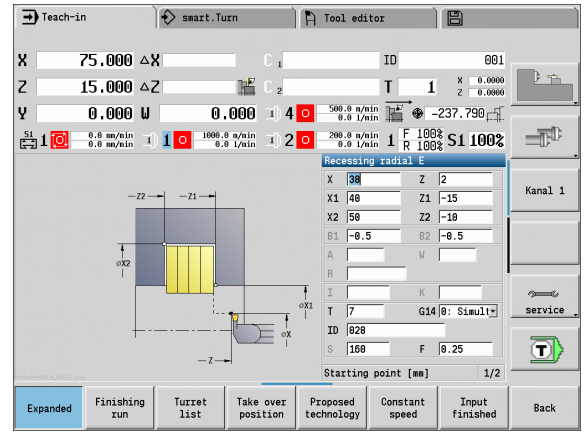 Teach-in
smart.Turn
Tool editor
X 75.000 △X C 1 ID 001
Z 15.000 △Z C 2 T 1 X 0.0000 Z 0.0000
Y 0.000 W 0.000 4 500.0 m/min 0.0 1/min -237.790
S1 1 0.0 mm/min 0.0 mm/min 1 1000.0 m/min 0.0 1/min 2 200.0 m/min 0.0 1/min 1 F 100% R 100% S1 100%
Recessing radial E
X 38 Z 2
X1 40 Z1 -15
X2 50 Z2 -10
B1 -0.5 B2 -0.5
A W
R
I K
T 7 G14 0: Simult
ID 028
S 160 F 0.25
Starting point [mm] 1/2
Z2
Z1
øX2
øX1
øX
Z
Kanal 1
service
T
Expanded
Finishing run
Turret list
Take over position
Proposed technology
Constant speed
Input finished
Back